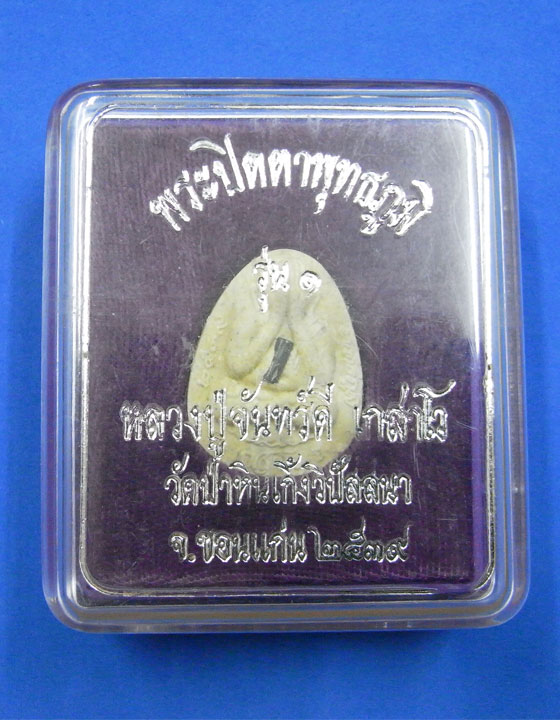 พระปิดตาพุทธภูมิ
รุ่น ๑
หลวงปู่จันทร์ดี เกสาโว
วัดป่าหินเกิ้งวิปัสสนา
จ.ขอนแก่น ๒๕๓๙